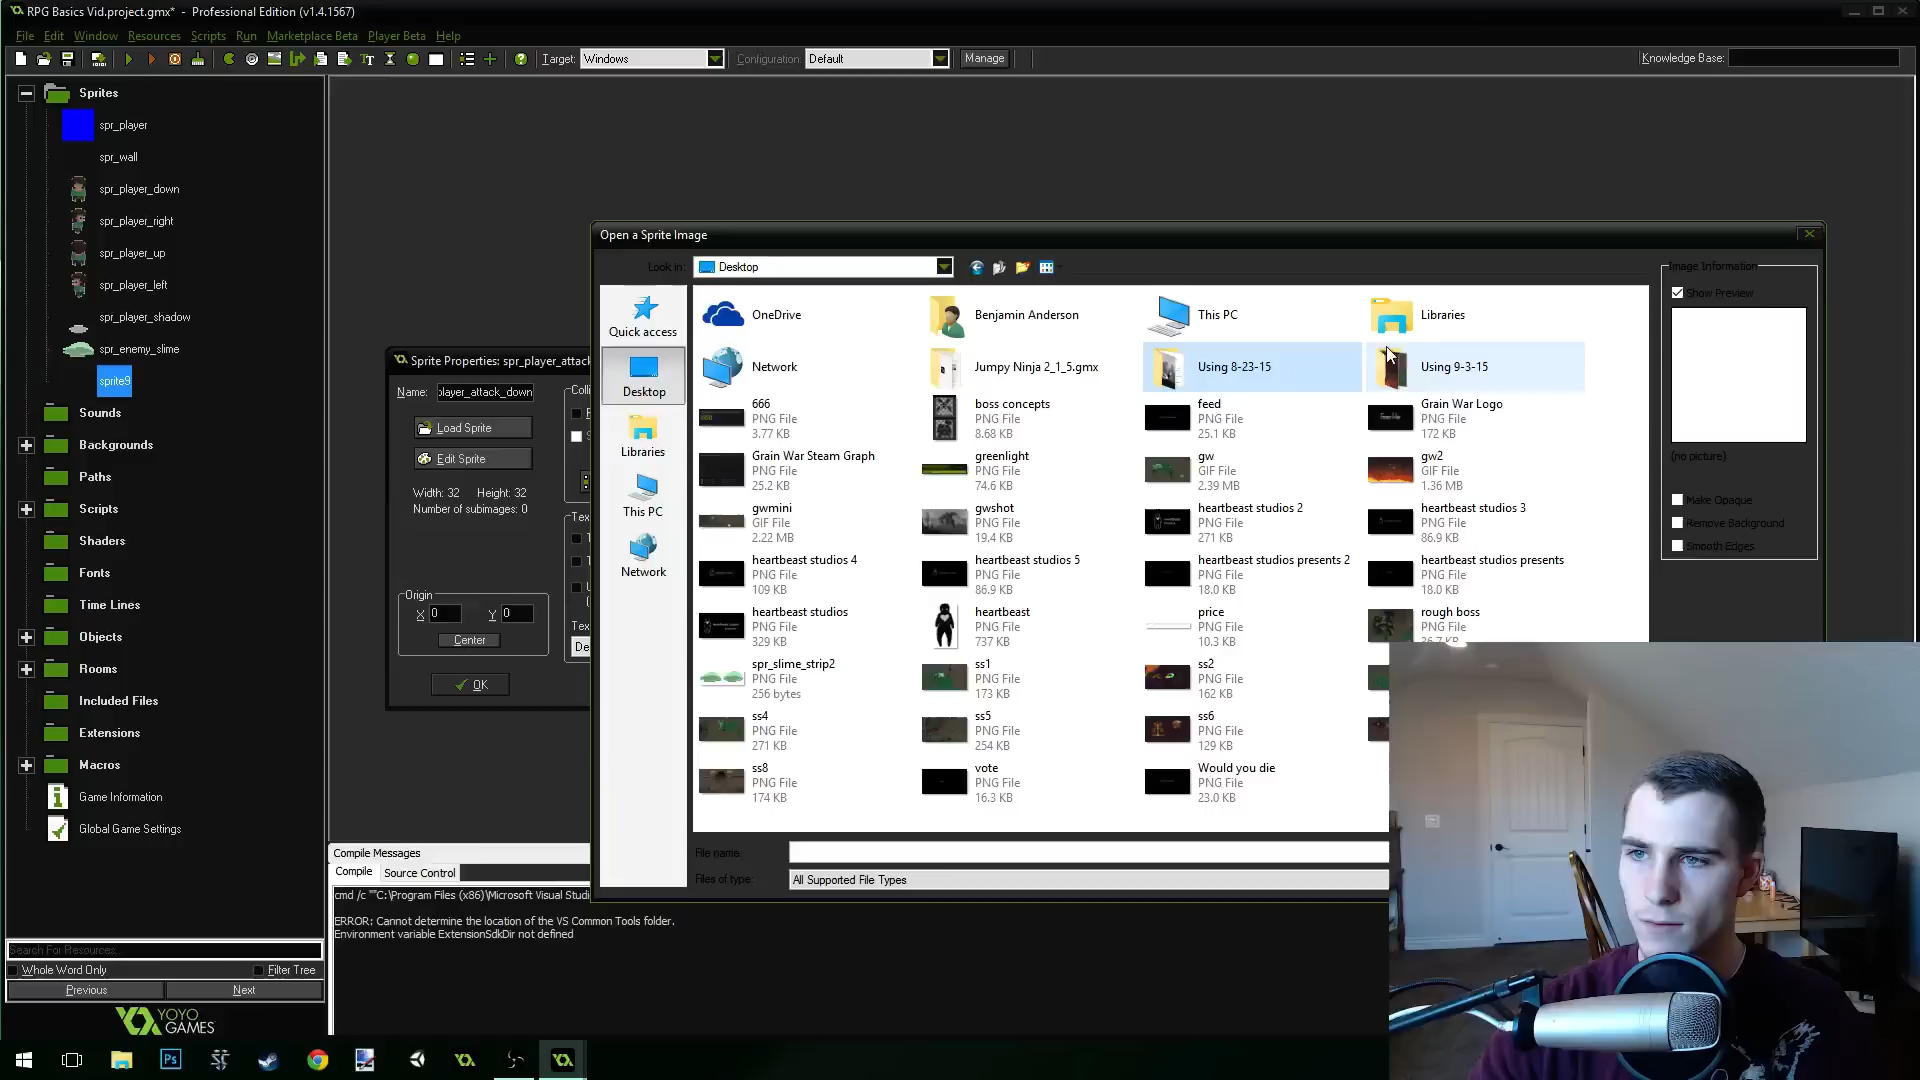 RPG Basics Vid.project.gmx* - Professional Edition (v1.4.1567)
File Edit Window Resources Scripts Run Marketplace Beta Player Beta Help
Target: Windows Configuration: Default Manage Knowledge Base:
Sprites
spr_player
spr_wall
spr_player_down
spr_player_right
spr_player_up
spr_player_left
spr_player_shadow
spr_enemy_slime
sprite9
Sounds
Backgrounds
Paths
Scripts
Shaders
Fonts
Time Lines
Objects
Rooms
Included Files
Extensions
Macros
Game Information
Global Game Settings
Search For Resources
Whole Word Only Filter Tree
Previous Next
YOYO
GAMES
Sprite Properties: spr_player_attack
Name: player_attack_down
Load Sprite
Edit Sprite
Width: 32 Height: 32
Number of subimages: 0
Origin
X 0 Y 0
Center
OK
Colli
Tex
Tex
De
Open a Sprite Image
Look in: Desktop
Quick access
Desktop
Libraries
This PC
Network
OneDrive Benjamin Anderson This PC Libraries
Network Jumpy Ninja 2_1_5.gmx Using 8-23-15 Using 9-3-15
666 boss concepts feed Grain War Logo
PNG File PNG File PNG File PNG File
3.77 KB 8.68 KB 25.1 KB 172 KB
Grain War Steam Graph greenlight gw gw2
PNG File PNG File GIF File GIF File
25.2 KB 74.6 KB 2.39 MB 1.36 MB
gwmini gwshot heartbeast studios 2 heartbeast studios 3
GIF File PNG File PNG File PNG File
2.22 MB 19.4 KB 271 KB 86.9 KB
heartbeast studios 4 heartbeast studios 5 heartbeast studios presents 2 heartbeast studios presents
PNG File PNG File PNG File PNG File
109 KB 86.9 KB 18.0 KB 18.0 KB
heartbeast studios heartbeast price rough boss
PNG File PNG File PNG File PNG File
329 KB 737 KB 10.3 KB
spr_slime_strip2 ss1 ss2
PNG File PNG File PNG File
256 bytes 173 KB 162 KB
ss4 ss5 ss6
PNG File PNG File PNG File
271 KB 254 KB 129 KB
ss8 vote Would you die
PNG File PNG File PNG File
174 KB 16.3 KB 23.0 KB
File name:
Files of type: All Supported File Types
Image Information
Show Preview
(no picture)
Make Opaque
Remove Background
Smooth Edges
Compile Messages
Compile Source Control
cmd /c ""C:\Program Files (x86)\Microsoft Visual Studi
ERROR: Cannot determine the location of the VS Common Tools folder.
Environment variable ExtensionSdkDir not defined
Ps